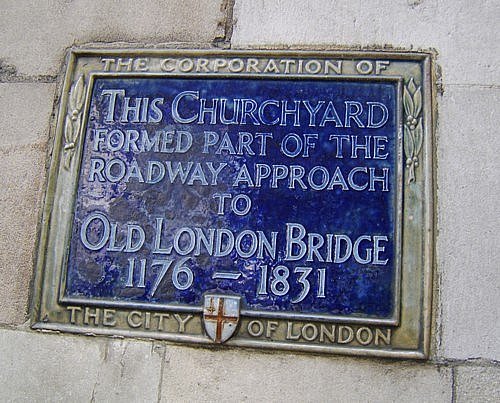 THE CORPORATION OF
THIS CHURCHYARD
FORMED PART OF THE
ROADWAY APPROACH
TO
OLD LONDON BRIDGE
1176 – 1831
THE CITY OF LONDON